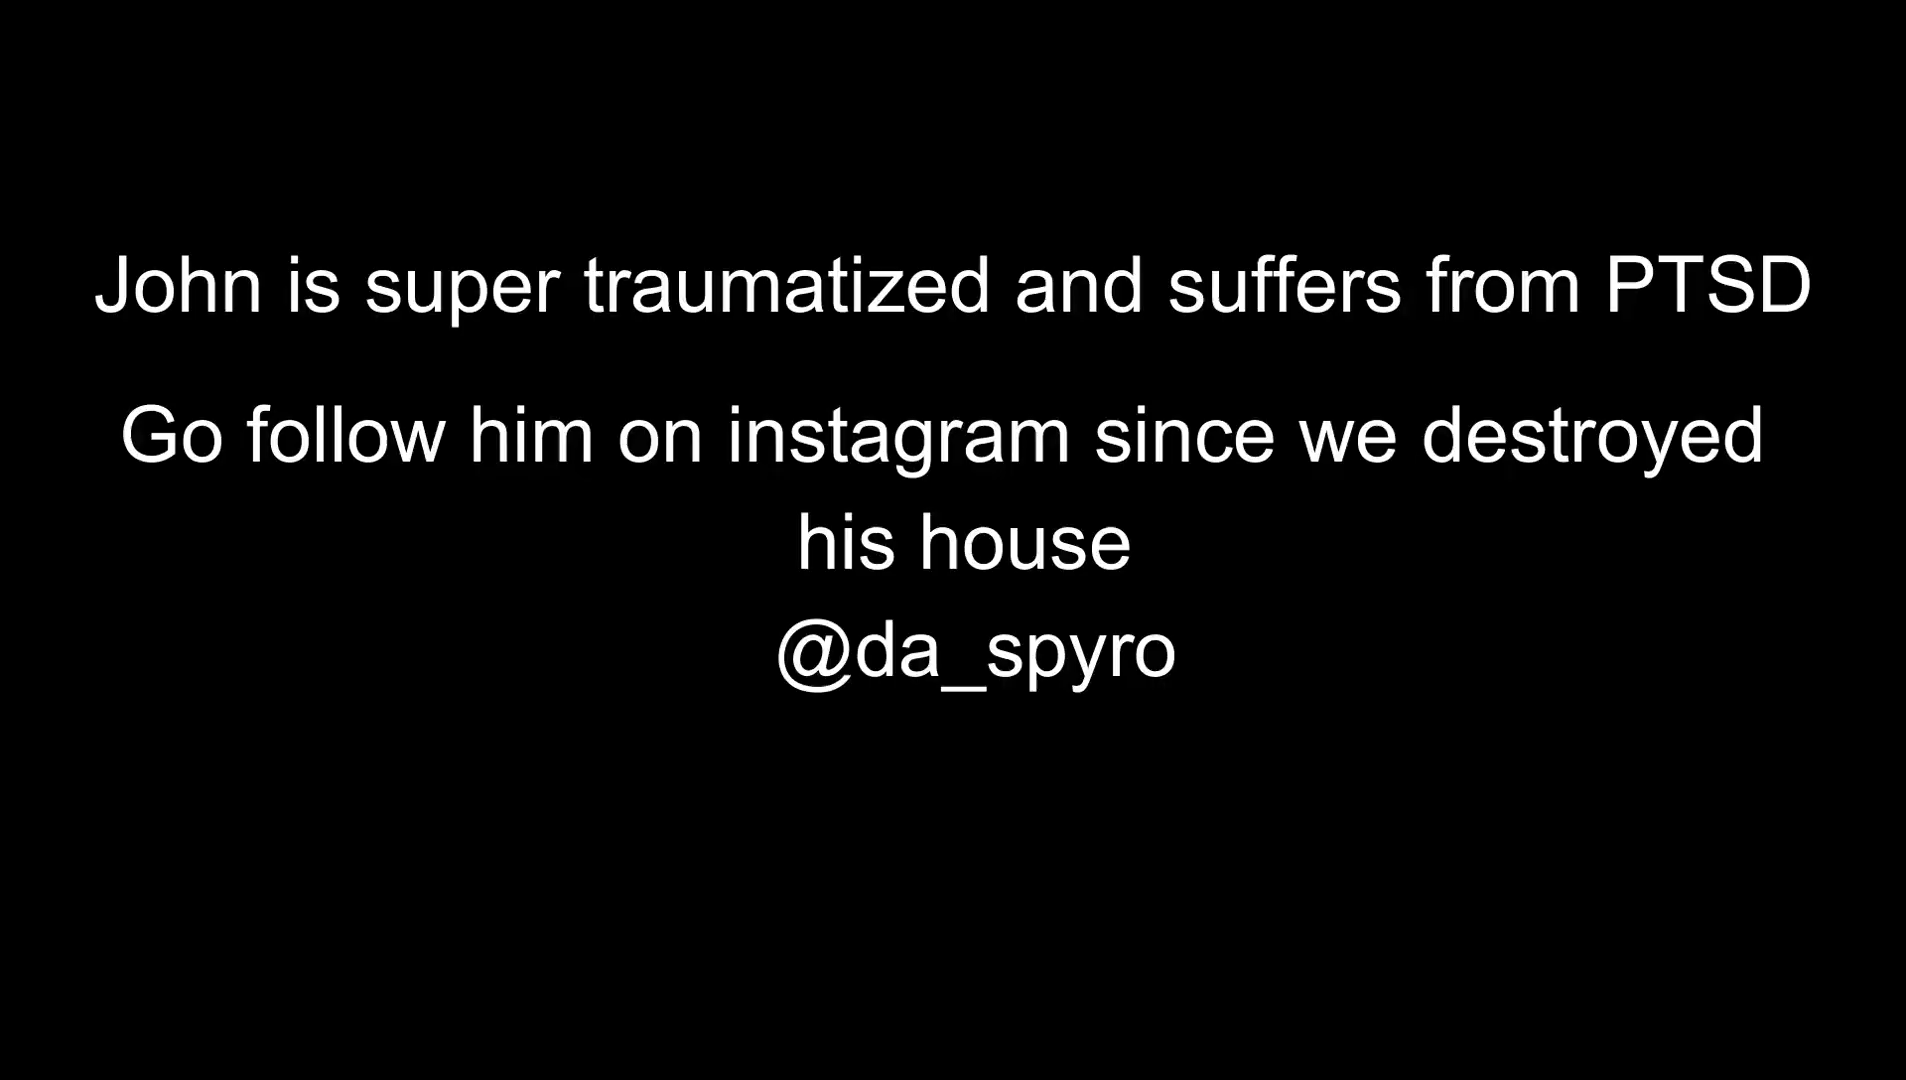 John is super traumatized and suffers from PTSD
Go follow him on instagram since we destroyed
his house
@da_spyro